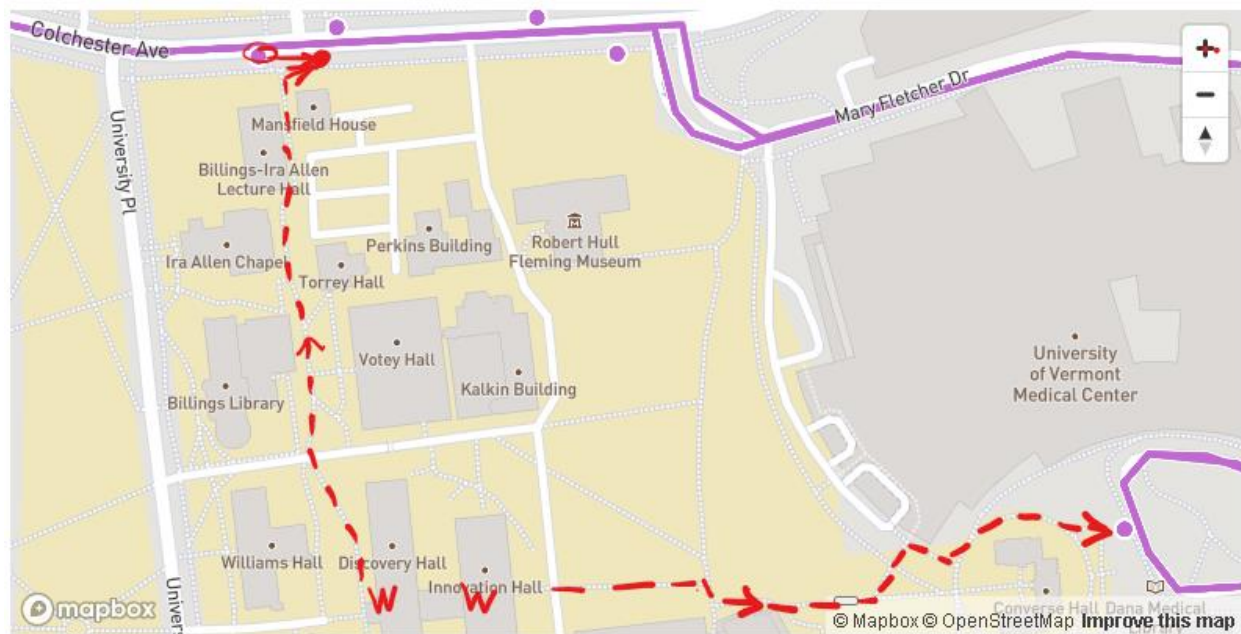 Colchester Ave
Mary Fletcher Dr
University Pl
Mansfield House
Billings-Ira Allen
Lecture Hall
Ira Allen Chapel
Perkins Building
Robert Hull
Fleming Museum
Torrey Hall
Votey Hall
Kalkin Building
Billings Library
University
of Vermont
Medical Center
Williams Hall
Discovery Hall
Innovation Hall
W
W
Univers
Converse Hall
Dana Medical
mapbox
© Mapbox © OpenStreetMap Improve this map